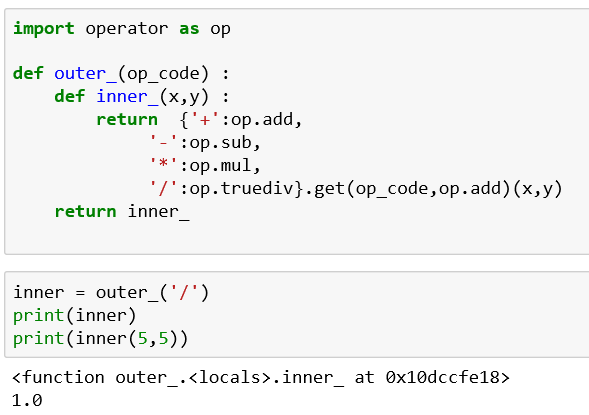 import operator as op
def outer_(op_code) :
    def inner_(x,y) :
        return  {'+':op.add,
             '-':op.sub,
             '*':op.mul,
             '/':op.truediv}.get(op_code,op.add)(x,y)
    return inner_
inner = outer_('/')
print(inner)
print(inner(5,5))
<function outer_.<locals>.inner_ at 0x10dccfe18>
1.0